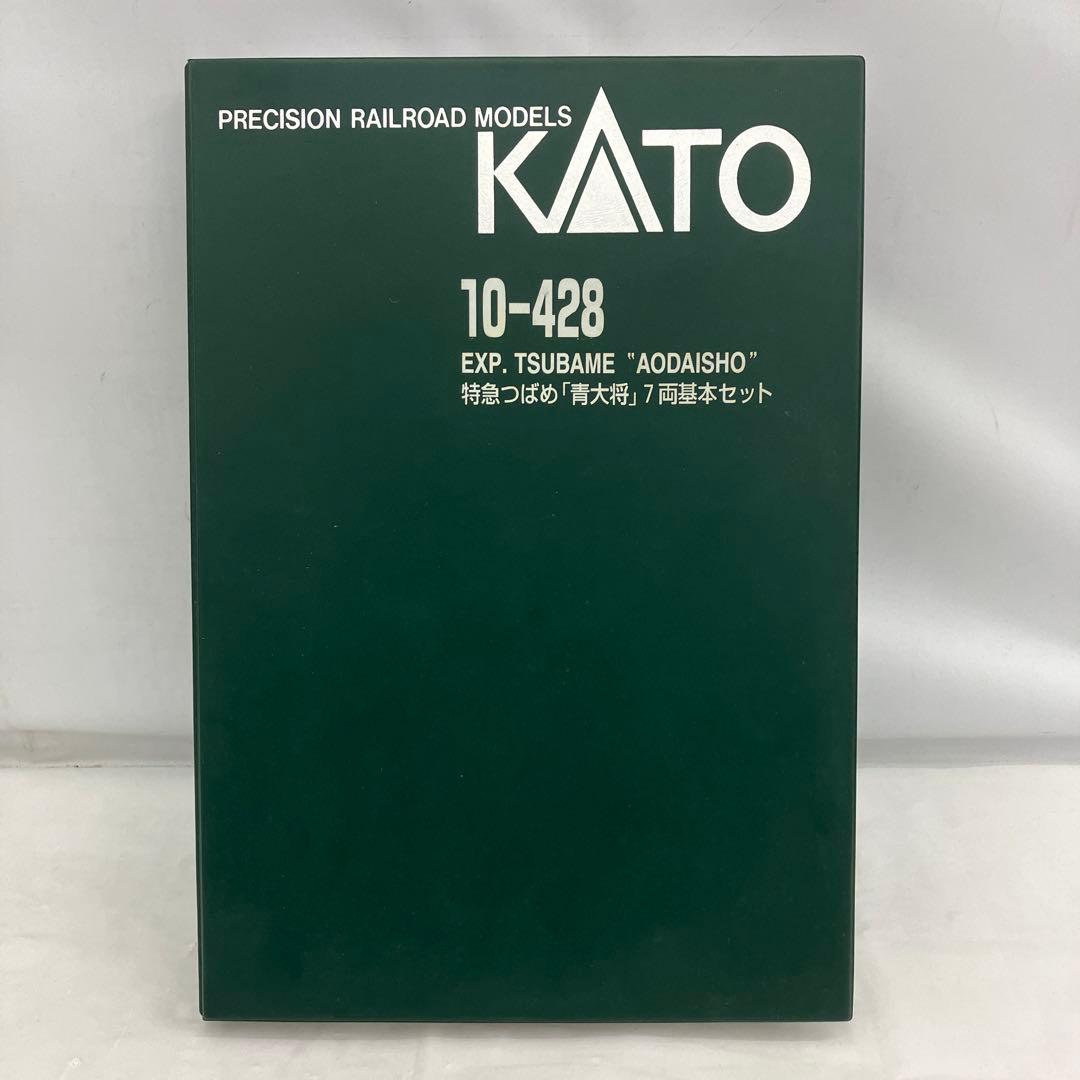 PRECISION RAILROAD MODELS
KATO
10-428
EXP. TSUBAME “AODAISHO”
特急つばめ「青大将」7両基本セット